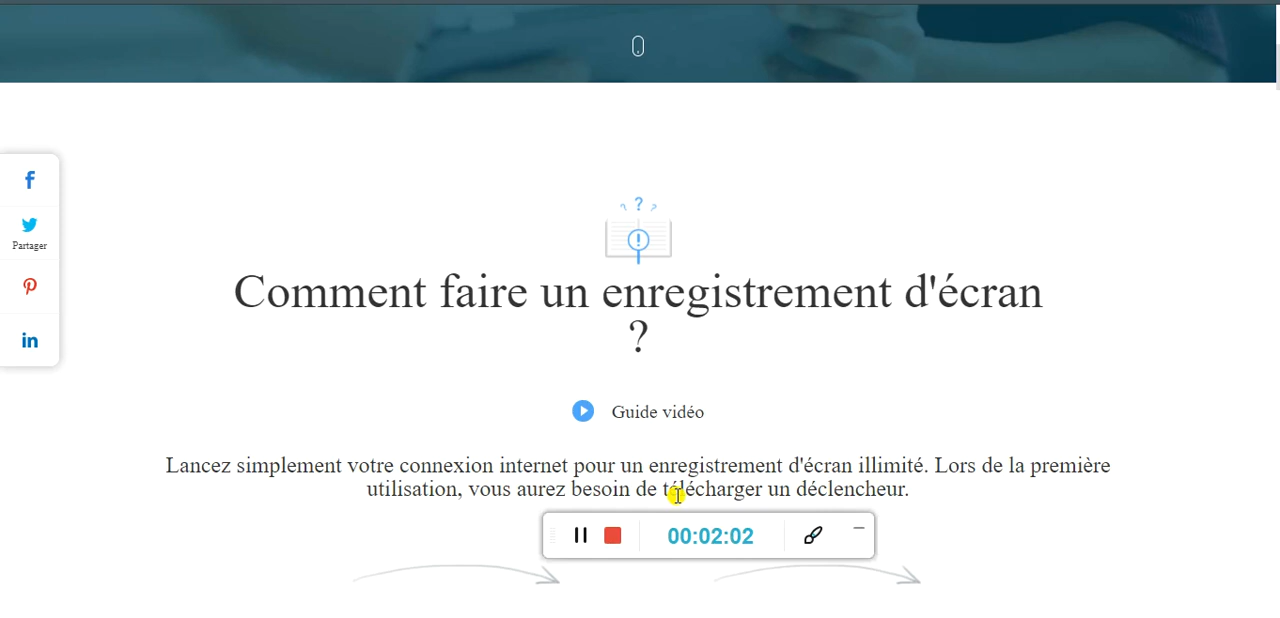 Partager
Comment faire un enregistrement d'écran
?
Guide vidéo
Lancez simplement votre connexion internet pour un enregistrement d'écran illimité. Lors de la première
utilisation, vous aurez besoin de télécharger un déclencheur.
00:02:02